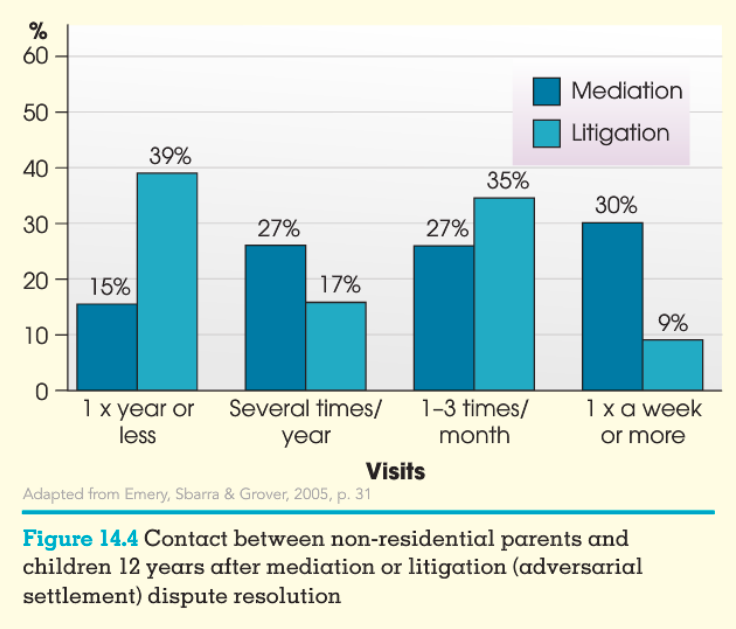 %
60
50
40
30
20
10
0
Mediation
Litigation
15%
39%
27%
17%
27%
35%
30%
9%
1 x year or
less
Several times/
year
1–3 times/
month
1 x a week
or more
Visits
Adapted from Emery, Sbarra & Grover, 2005, p. 31
Figure 14.4 Contact between non-residential parents and
children 12 years after mediation or litigation (adversarial
settlement) dispute resolution